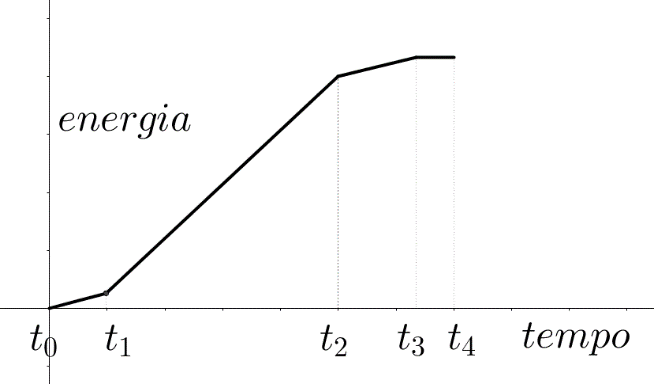 energia
t₀ t₁ t₂ t₃ t₄ tempo